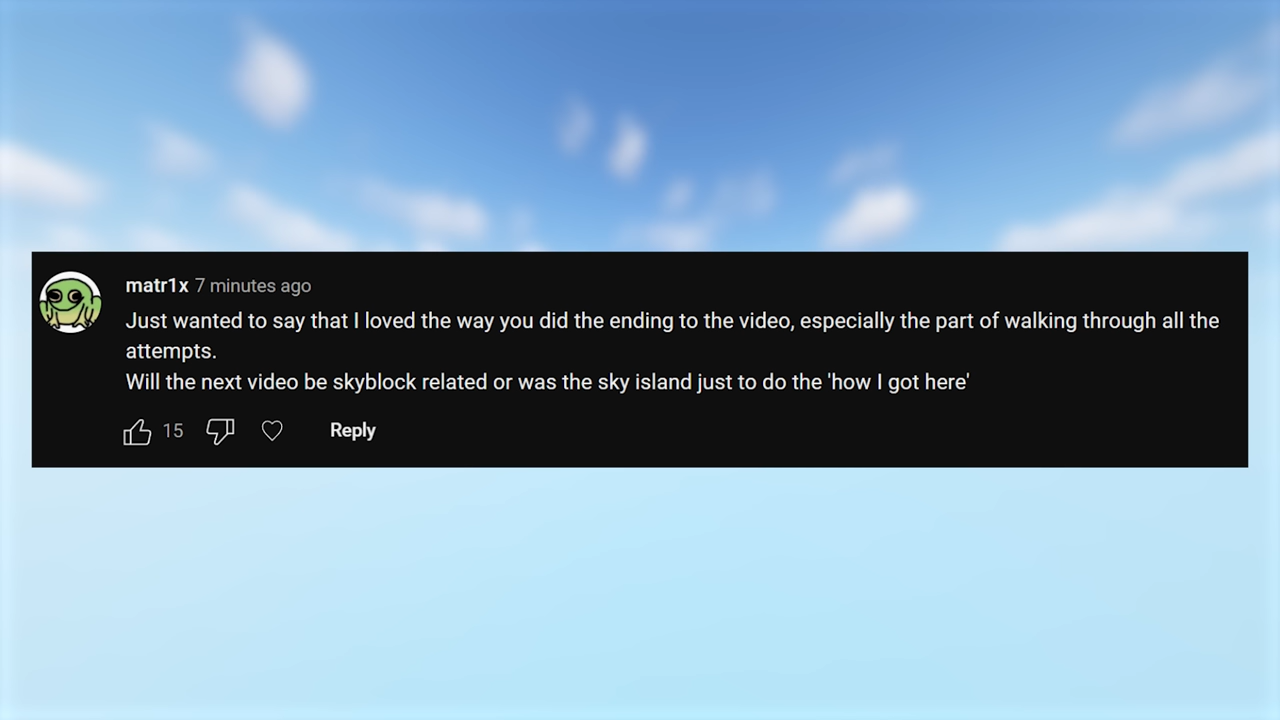 matr1x 7 minutes ago
Just wanted to say that I loved the way you did the ending to the video, especially the part of walking through all the
attempts.
Will the next video be skyblock related or was the sky island just to do the 'how I got here'
15 Reply